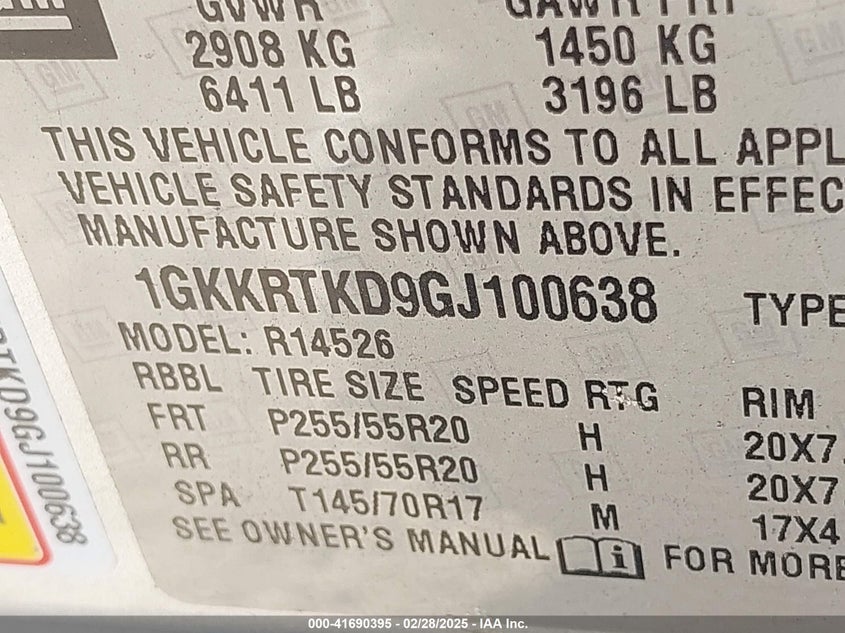 GVWR GAWR FRT
2908 KG 1450 KG
6411 LB 3196 LB
THIS VEHICLE CONFORMS TO ALL APPL
VEHICLE SAFETY STANDARDS IN EFFEC
MANUFACTURE SHOWN ABOVE.
1GKKRTKD9GJ100638 TYPE
MODEL: R14526
RBBL TIRE SIZE SPEED RTG RIM
FRT P255/55R20 H 20X7.
RR P255/55R20 H 20X7
SPA T145/70R17 M 17X4
SEE OWNER'S MANUAL i FOR MORE
RTKD9GJ100638
000-41690395 - 02/28/2025 - IAA Inc.